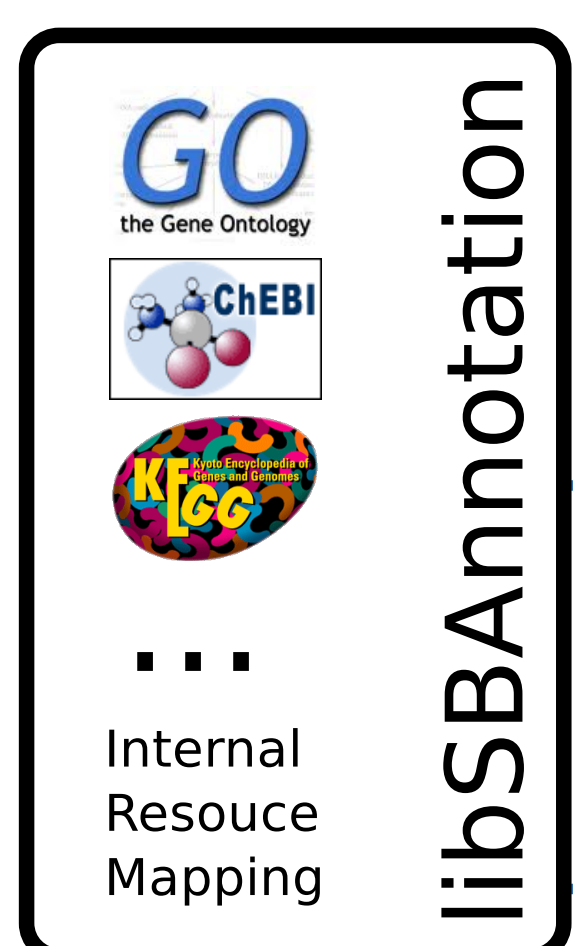 GO
the Gene Ontology
ChEBI
KEGG
Kyoto Encyclopedia of
Genes and Genomes
...
Internal
Resouce
Mapping
libSBAnnotation